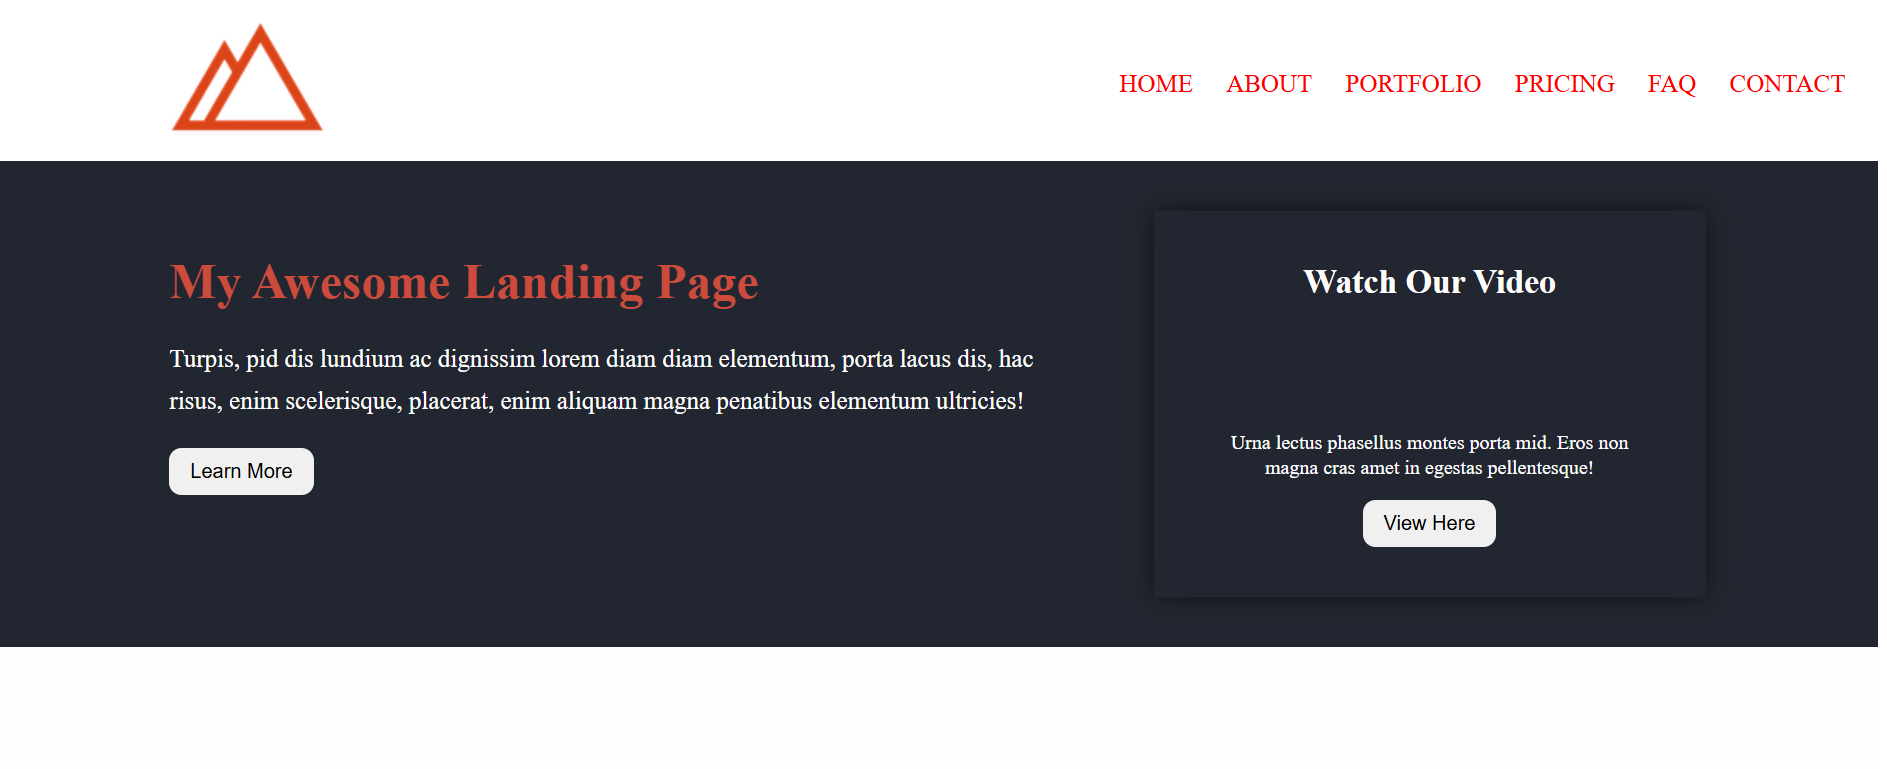 HOME ABOUT PORTFOLIO PRICING FAQ CONTACT
My Awesome Landing Page
Turpis, pid dis lundium ac dignissim lorem diam diam elementum, porta lacus dis, hac
risus, enim scelerisque, placerat, enim aliquam magna penatibus elementum ultricies!
Learn More
Watch Our Video
Urna lectus phasellus montes porta mid. Eros non
magna cras amet in egestas pellentesque!
View Here